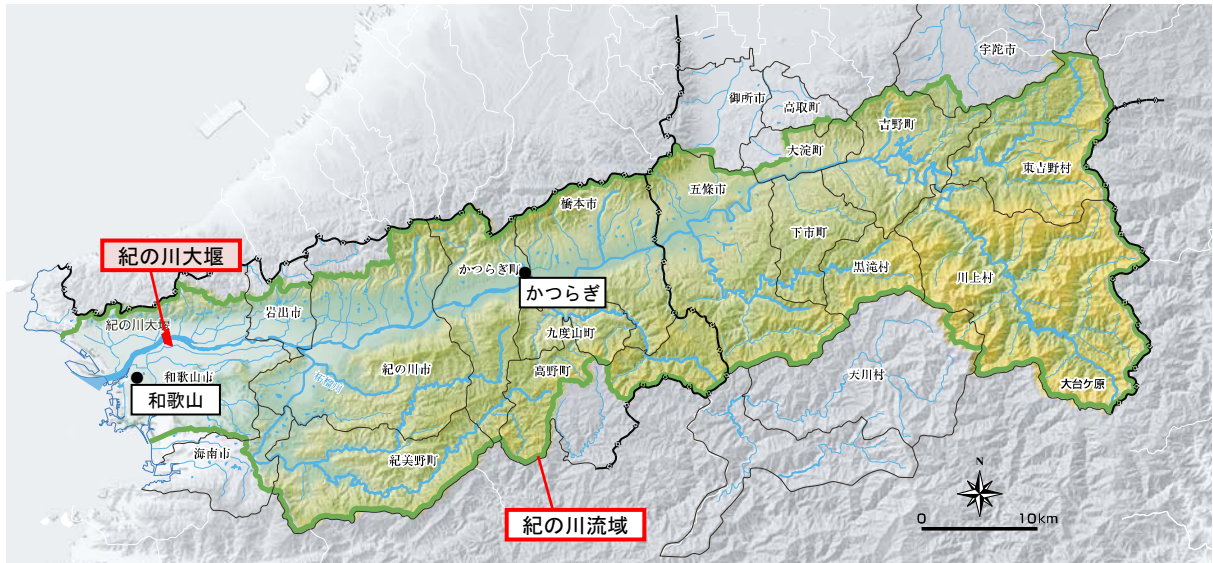 宇陀市
御所市
高取町
吉野町
大淀町
東吉野村
五條市
橋本市
下市町
紀の川大堰
かつらぎ町
黒滝村
川上村
かつらぎ
岩出市
紀の川大堰
九度山町
紀の川市
高野町
天川村
和歌山市
貴志川
大台ケ原
和歌山
海南市
紀美野町
N
紀の川流域
0 10km